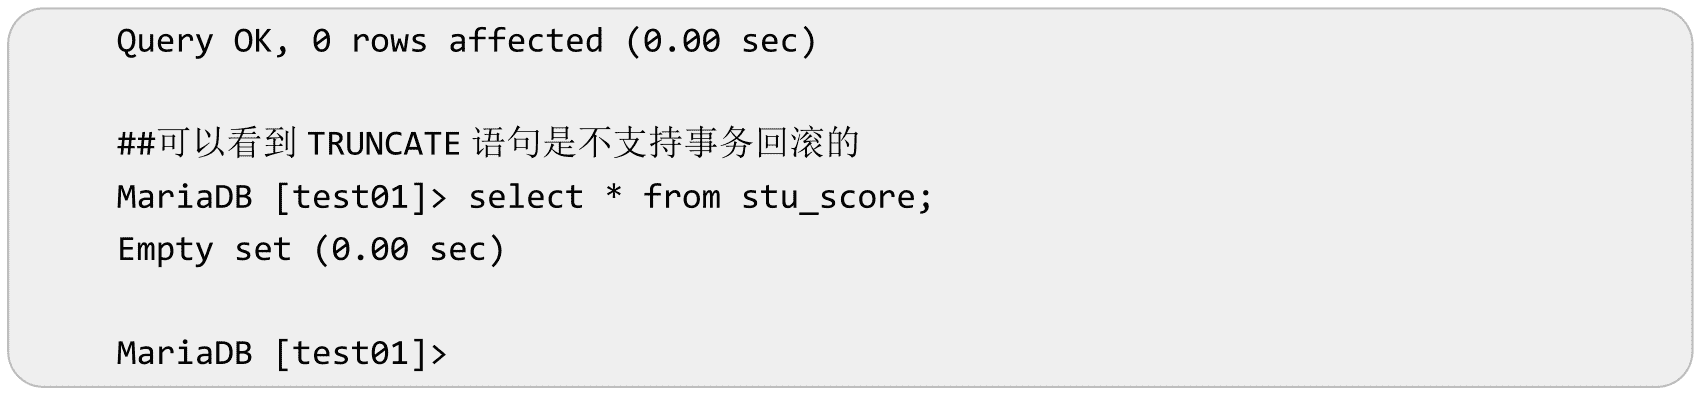 Query OK, 0 rows affected (0.00 sec)
##可以看到 TRUNCATE 语句是不支持事务回滚的
MariaDB [test01]> select * from stu_score;
Empty set (0.00 sec)
MariaDB [test01]>